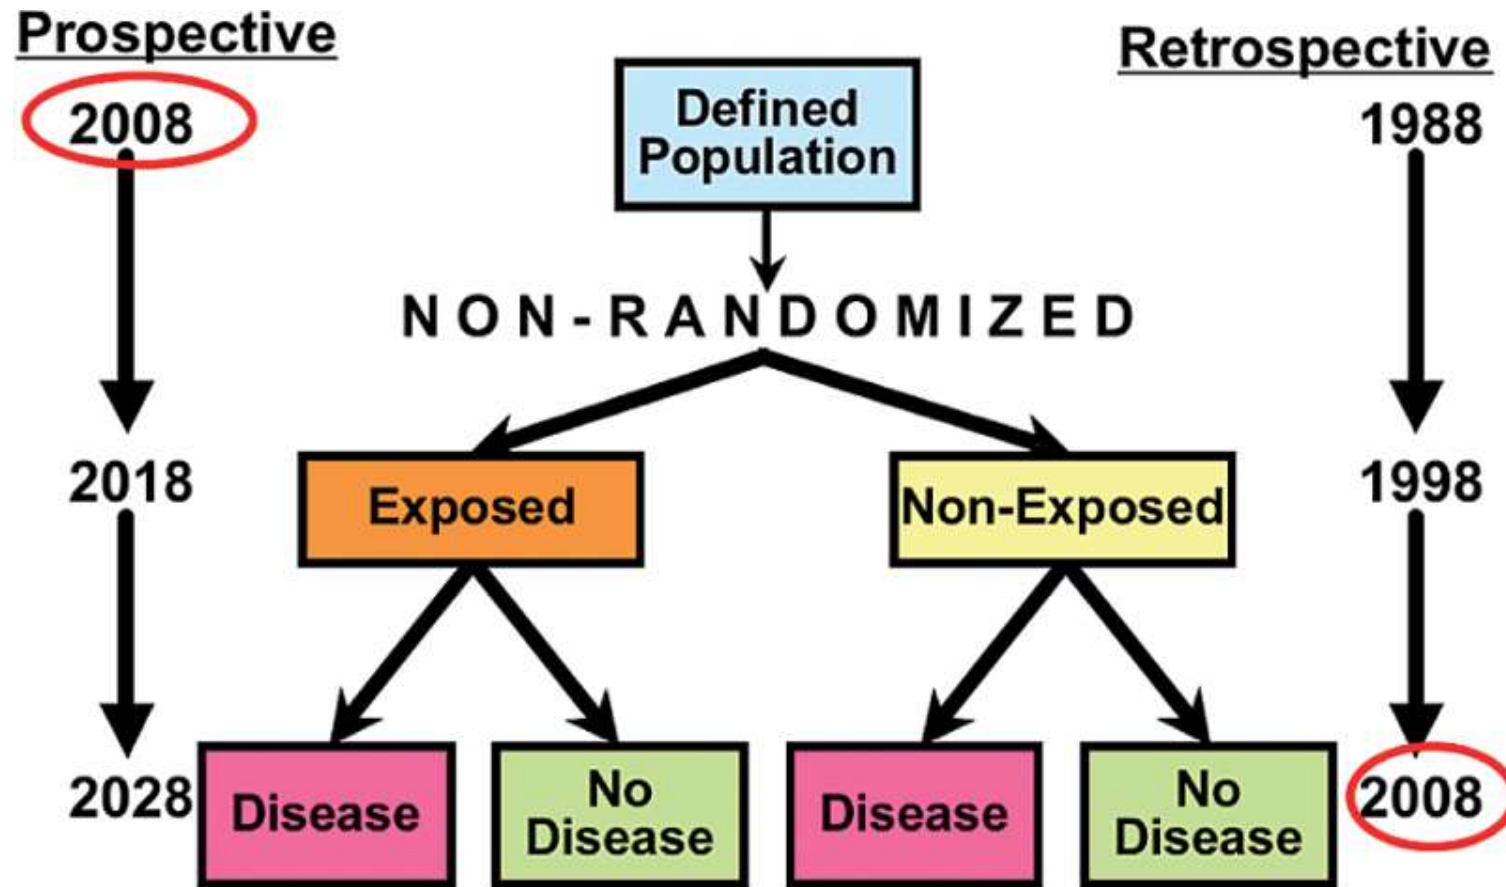 Prospective
Retrospective
2008
Defined
Population
1988
NON-RANDOMIZED
2018
Exposed
Non-Exposed
1998
2028
Disease
No
Disease
Disease
No
Disease
2008